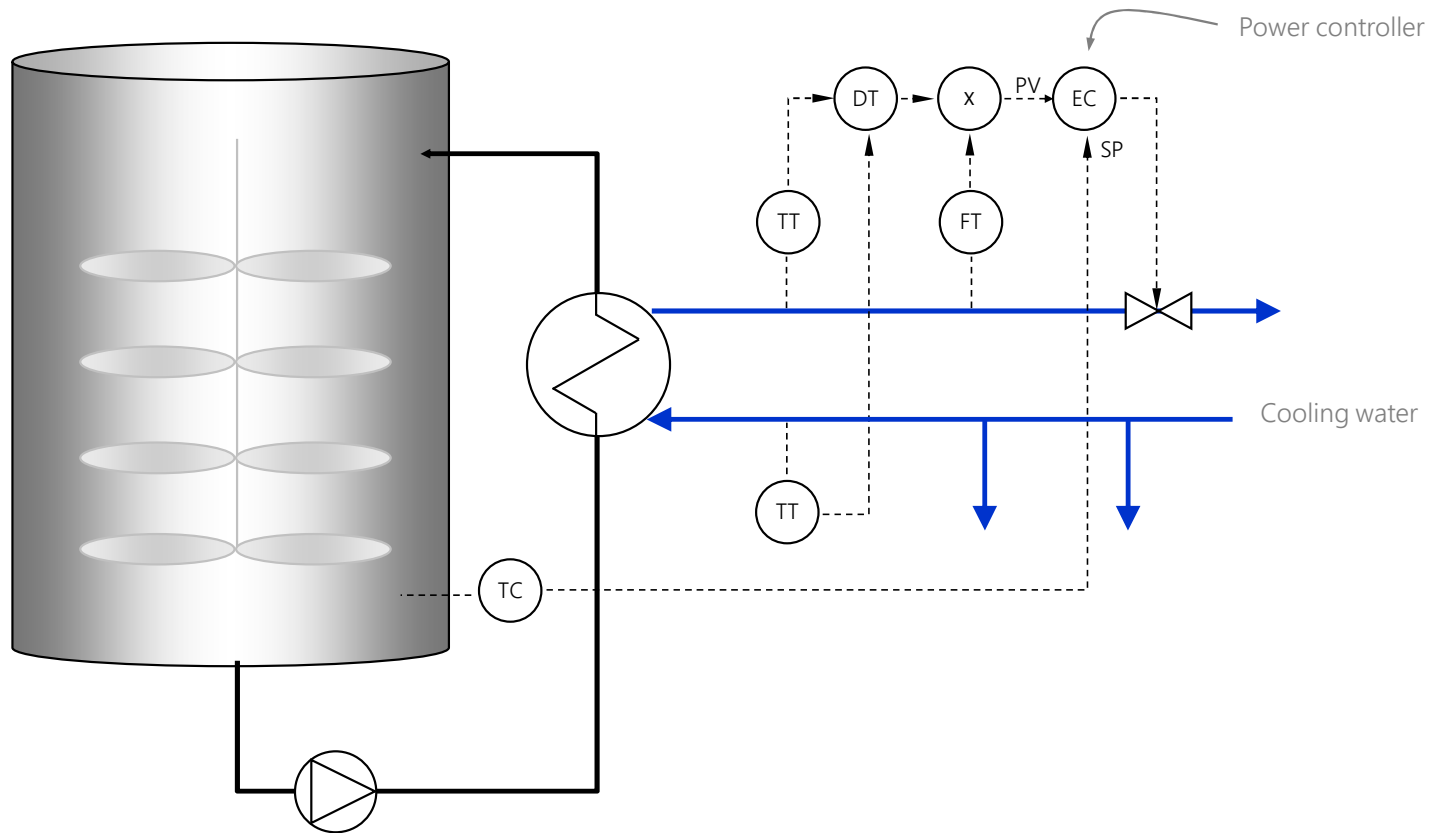 Power controller
DT
x
PV
EC
SP
TT
FT
Cooling water
TT
TC